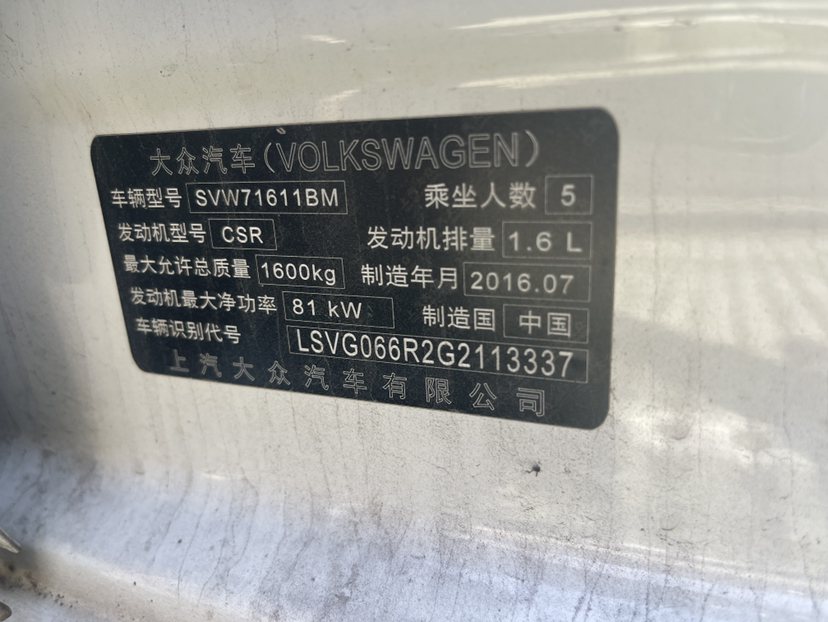 大众汽车(VOLKSWAGEN)
车辆型号 SVW71611BM 乘坐人数 5
发动机型号 CSR 发动机排量 1.6 L
最大允许总质量 1600kg 制造年月 2016.07
发动机最大净功率 81 kW 制造国 中国
车辆识别代号 LSVG066R2G2113337
上汽大众汽车有限公司